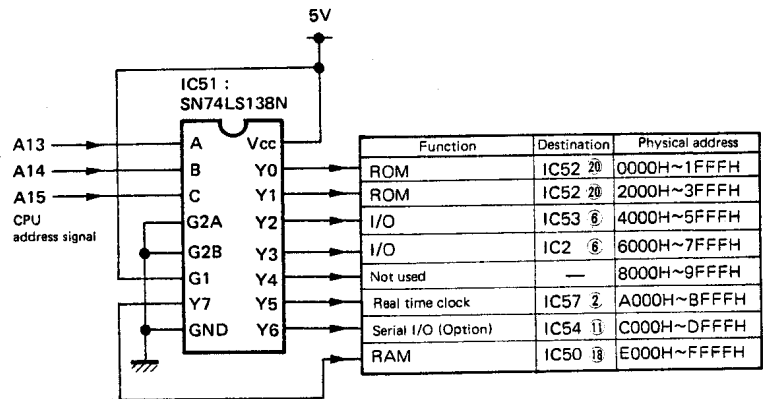 5V
IC51 :
SN74LS138N
A13 A Vcc
A14 B Y0
A15 C Y1
CPU
address signal
G2A Y2
G2B Y3
G1 Y4
Y7 Y5
GND Y6
Function Destination Physical address
ROM IC52 ⑳ 0000H~1FFFH
ROM IC52 ⑳ 2000H~3FFFH
I/O IC53 ⑥ 4000H~5FFFH
I/O IC2 ⑥ 6000H~7FFFH
Not used — 8000H~9FFFH
Real time clock IC57 ② A000H~BFFFH
Serial I/O (Option) IC54 ⑪ C000H~DFFFH
RAM IC50 ⑱ E000H~FFFFH